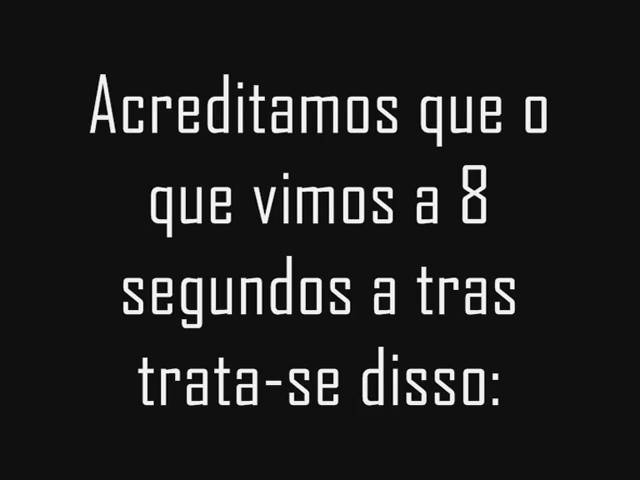 Acreditamos que o
que vimos a 8
segundos a tras
trata-se disso: